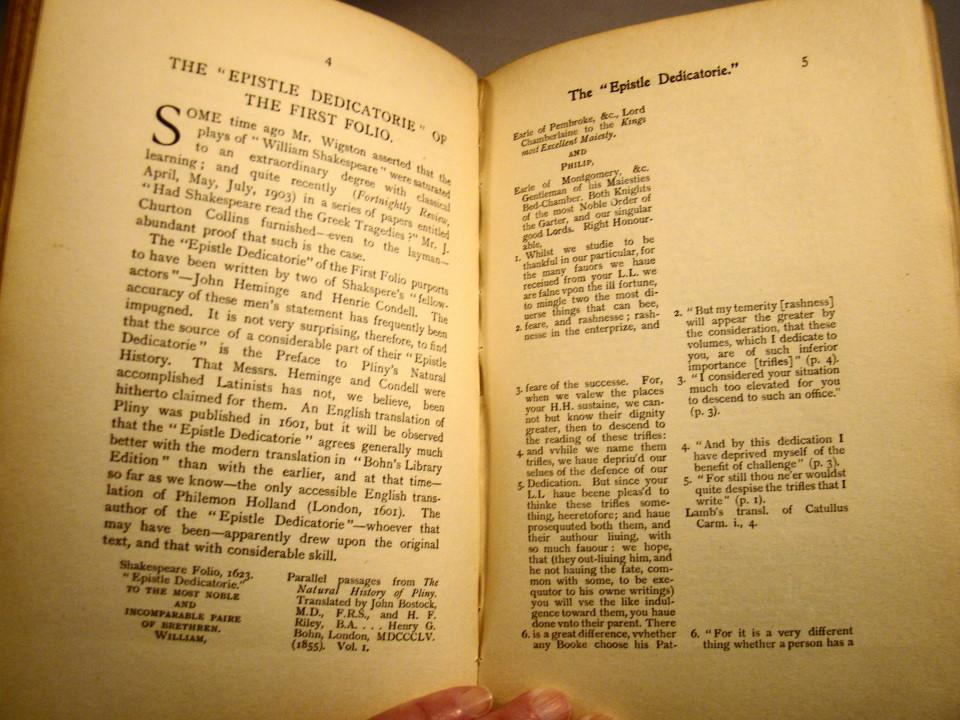 4
THE "EPISTLE DEDICATORIE" OF
THE FIRST FOLIO.
SOME time ago Mr. Wigston asserted that the
plays of "William Shakespeare" were saturated
to an extraordinary degree with classical
learning; and quite recently (Fortnightly Review,
April, May, July, 1903) in a series of papers entitled
"Had Shakespeare read the Greek Tragedies?" Mr. J.
Churton Collins furnished—even to the layman—
abundant proof that such is the case.
The "Epistle Dedicatorie" of the First Folio purports
to have been written by two of Shakspere's "fellow-
actors"—John Heminge and Henrie Condell. The
accuracy of these men's statement has frequently been
impugned. It is not very surprising, therefore, to find
that the source of a considerable part of their "Epistle
Dedicatorie" is the Preface to Pliny's Natural
History. That Messrs. Heminge and Condell were
accomplished Latinists has not, we believe, been
hitherto claimed for them. An English translation of
Pliny was published in 1601, but it will be observed
that the "Epistle Dedicatorie" agrees generally much
better with the modern translation in "Bohn's Library
Edition" than with the earlier, and at that time—
so far as we know—the only accessible English trans-
lation of Philemon Holland (London, 1601). The
author of the "Epistle Dedicatorie"—whoever that
may have been—apparently drew upon the original
text, and that with considerable skill.
Shakespeare Folio, 1623.
"Epistle Dedicatorie."
TO THE MOST NOBLE
AND
INCOMPARABLE PAIRE
OF BRETHREN.
WILLIAM,
Parallel passages from The
Natural History of Pliny.
Translated by John Bostock,
M.D., F.R.S., and H. F.
Riley, B.A. . . . Henry G.
Bohn, London, MDCCCLV.
(1855). Vol. 1.
The "Epistle Dedicatorie." 5
Earle of Pembroke, &c., Lord
Chamberlaine to the Kings
most Excellent Maiesty.
AND
PHILIP,
Earle of Montgomery, &c.
Gentleman of his Maiesties
Bed-Chamber. Both Knights
of the most Noble Order of
the Garter, and our singular
good Lords. Right Honour-
able,
1. Whilst we studie to be
thankful in our particular, for
the many fauors we haue
receiued from your L.L. we
are falne vpon the ill fortune,
to mingle two the most di-
uerse things that can bee,
2. feare, and rashnesse; rash-
nesse in the enterprize, and
3. feare of the successe. For,
when we valew the places
your H.H. sustaine, we can-
not but know their dignity
greater, then to descend to
the reading of these trifles:
4. and vvhile we name them
trifles, we haue depriu'd our
selues of the defence of our
5. Dedication. But since your
L.L haue beene pleas'd to
thinke these trifles some-
thing, heeretofore; and haue
prosequuted both them, and
their authour liuing, with
so much fauour: we hope,
that (they out-liuing him, and
he not hauing the fate, com-
mon with some, to be exe-
quutor to his owne writings)
you will vse the like indul-
gence toward them, you haue
done vnto their parent. There
6. is a great difference, vvhether
any Booke choose his Pat-
2. "But my temerity [rashness]
will appear the greater by
the consideration, that these
volumes, which I dedicate to
you, are of such inferior
importance [trifles]" (p. 4).
3. "I considered your situation
much too elevated for you
to descend to such an office."
(p. 3).
4. "And by this dedication I
have deprived myself of the
benefit of challenge" (p. 3).
5. "For still thou ne'er wouldst
quite despise the trifles that I
write" (p. 1).
Lamb's transl. of Catullus
Carm. i., 4.
6. "For it is a very different
thing whether a person has a